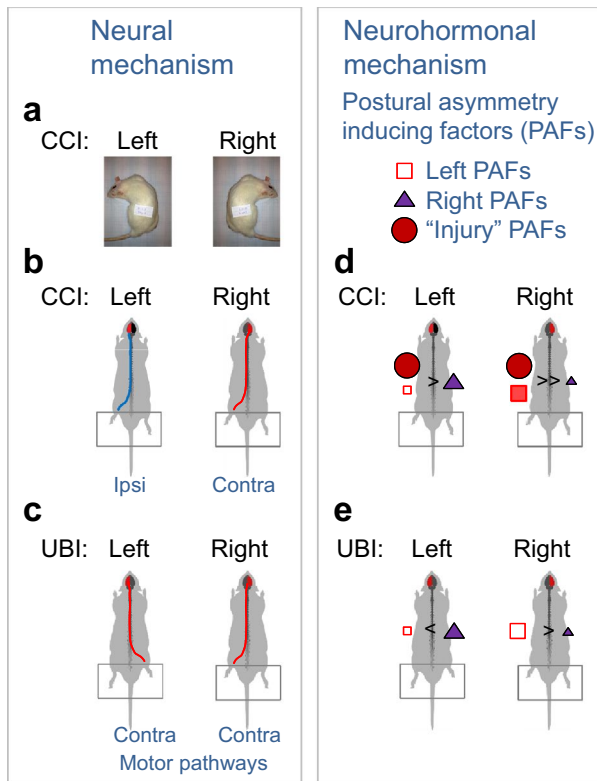 Neural
mechanism
a
CCI: Left Right
b
CCI: Left Right
Ipsi Contra
c
UBI: Left Right
Contra Contra
Motor pathways
Neurohormonal
mechanism
Postural asymmetry
inducing factors (PAFs)
Left PAFs
Right PAFs
“Injury” PAFs
d
CCI: Left Right
> >>
e
UBI: Left Right
< >